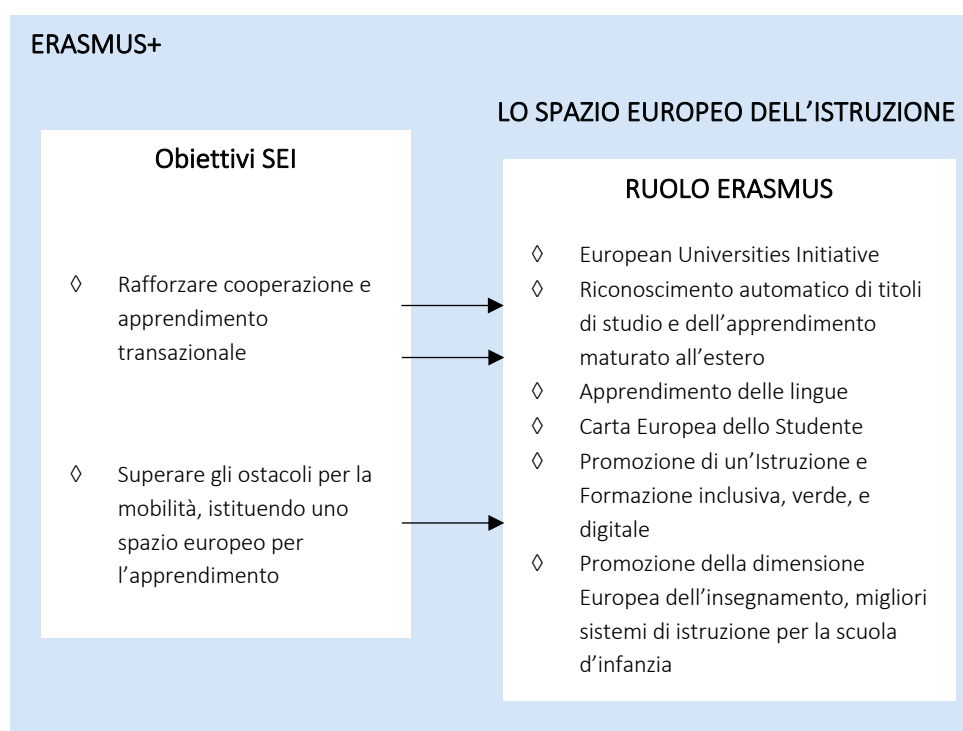 ERASMUS+
LO SPAZIO EUROPEO DELL’ISTRUZIONE
Obiettivi SEI
◊ Rafforzare cooperazione e
apprendimento
transazionale
◊ Superare gli ostacoli per la
mobilità, istituendo uno
spazio europeo per
l’apprendimento
RUOLO ERASMUS
◊ European Universities Initiative
◊ Riconoscimento automatico di titoli
di studio e dell’apprendimento
maturato all’estero
◊ Apprendimento delle lingue
◊ Carta Europea dello Studente
◊ Promozione di un’Istruzione e
Formazione inclusiva, verde, e
digitale
◊ Promozione della dimensione
Europea dell’insegnamento, migliori
sistemi di istruzione per la scuola
d’infanzia